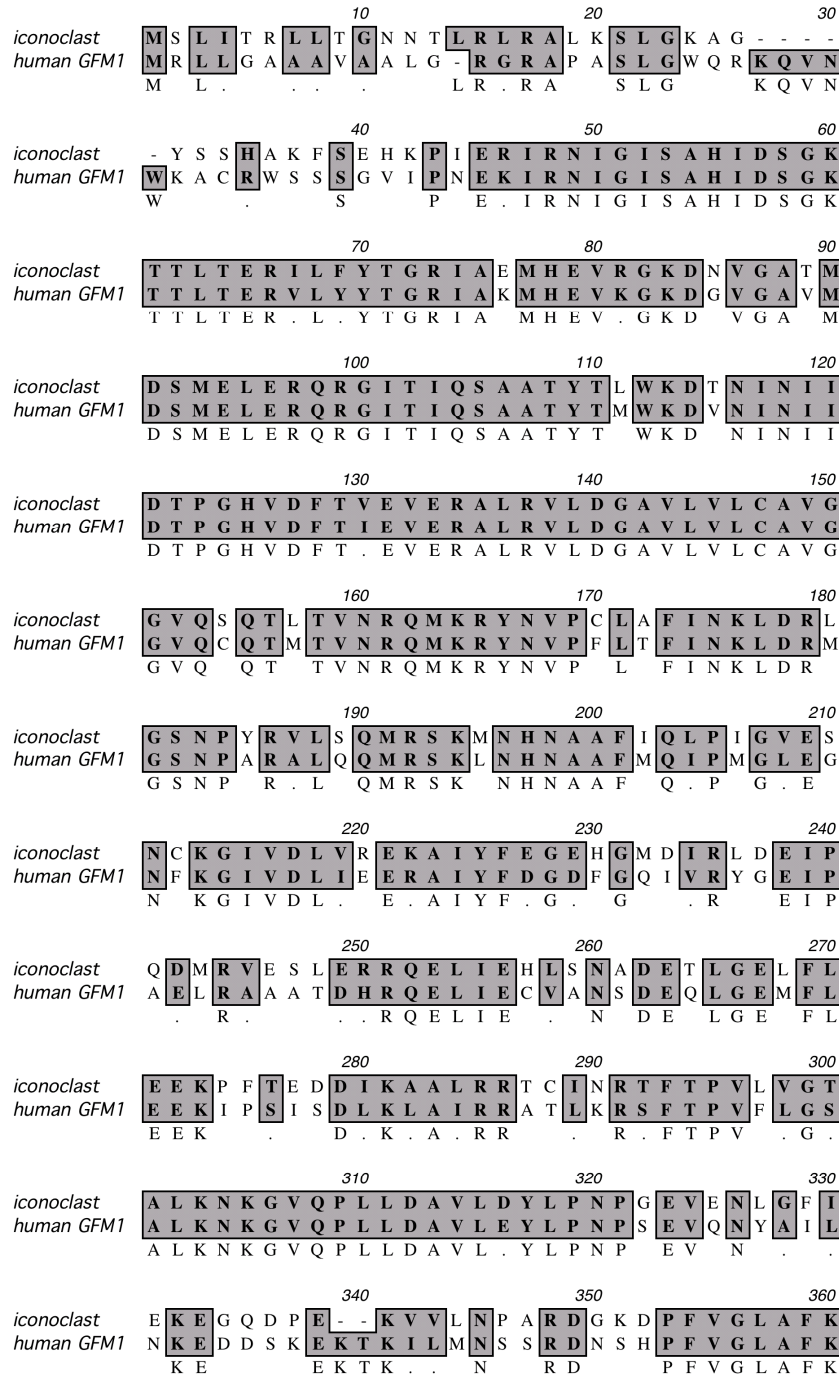 10 20 30
iconoclast M S L I T R L L T G N N T L R L R A L K S L G K A G - - - -
human GFM1 M R L L G A A A V A A L G - R G R A P A S L G W Q R K Q V N
M L . . . . L R . R A S L G K Q V N
40 50 60
iconoclast - Y S S H A K F S E H K P I E R I R N I G I S A H I D S G K
human GFM1 W K A C R W S S S G V I P N E K I R N I G I S A H I D S G K
W . S P E . I R N I G I S A H I D S G K
70 80 90
iconoclast T T L T E R I L F Y T G R I A E M H E V R G K D N V G A T M
human GFM1 T T L T E R V L Y Y T G R I A K M H E V K G K D G V G A V M
T T L T E R . L . Y T G R I A M H E V . G K D V G A M
100 110 120
iconoclast D S M E L E R Q R G I T I Q S A A T Y T L W K D T N I N I I
human GFM1 D S M E L E R Q R G I T I Q S A A T Y T M W K D V N I N I I
D S M E L E R Q R G I T I Q S A A T Y T W K D N I N I I
130 140 150
iconoclast D T P G H V D F T V E V E R A L R V L D G A V L V L C A V G
human GFM1 D T P G H V D F T I E V E R A L R V L D G A V L V L C A V G
D T P G H V D F T . E V E R A L R V L D G A V L V L C A V G
160 170 180
iconoclast G V Q S Q T L T V N R Q M K R Y N V P C L A F I N K L D R L
human GFM1 G V Q C Q T M T V N R Q M K R Y N V P F L T F I N K L D R M
G V Q Q T T V N R Q M K R Y N V P L F I N K L D R
190 200 210
iconoclast G S N P Y R V L S Q M R S K M N H N A A F I Q L P I G V E S
human GFM1 G S N P A R A L Q Q M R S K L N H N A A F M Q I P M G L E G
G S N P R . L Q M R S K N H N A A F Q . P G . E
220 230 240
iconoclast N C K G I V D L V R E K A I Y F E G E H G M D I R L D E I P
human GFM1 N F K G I V D L I E E R A I Y F D G D F G Q I V R Y G E I P
N K G I V D L . E . A I Y F . G . G . R E I P
250 260 270
iconoclast Q D M R V E S L E R R Q E L I E H L S N A D E T L G E L F L
human GFM1 A E L R A A A T D H R Q E L I E C V A N S D E Q L G E M F L
. R . . . R Q E L I E . N D E L G E F L
280 290 300
iconoclast E E K P F T E D D I K A A L R R T C I N R T F T P V L V G T
human GFM1 E E K I P S I S D L K L A I R R A T L K R S F T P V F L G S
E E K . D . K . A . R R . R . F T P V . G .
310 320 330
iconoclast A L K N K G V Q P L L D A V L D Y L P N P G E V E N L G F I
human GFM1 A L K N K G V Q P L L D A V L E Y L P N P S E V Q N Y A I L
A L K N K G V Q P L L D A V L . Y L P N P E V N . .
340 350 360
iconoclast E K E G Q D P E - - K V V L N P A R D G K D P F V G L A F K
human GFM1 N K E D D S K E K T K I L M N S S R D N S H P F V G L A F K
K E E K T K . . N R D P F V G L A F K